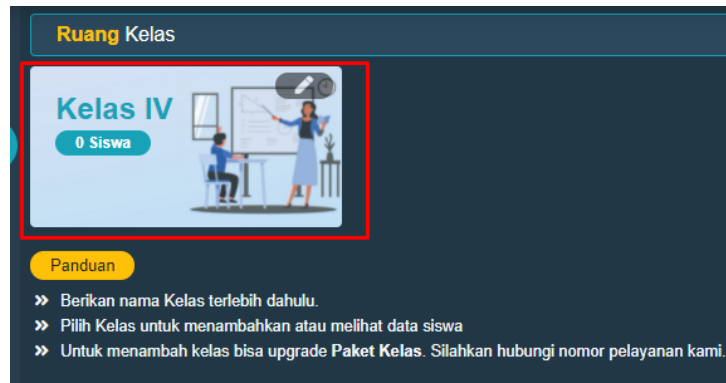 Ruang Kelas
Kelas IV
0 Siswa
Panduan
» Berikan nama Kelas terlebih dahulu.
» Pilih Kelas untuk menambahkan atau melihat data siswa
» Untuk menambah kelas bisa upgrade Paket Kelas. Silahkan hubungi nomor pelayanan kami.